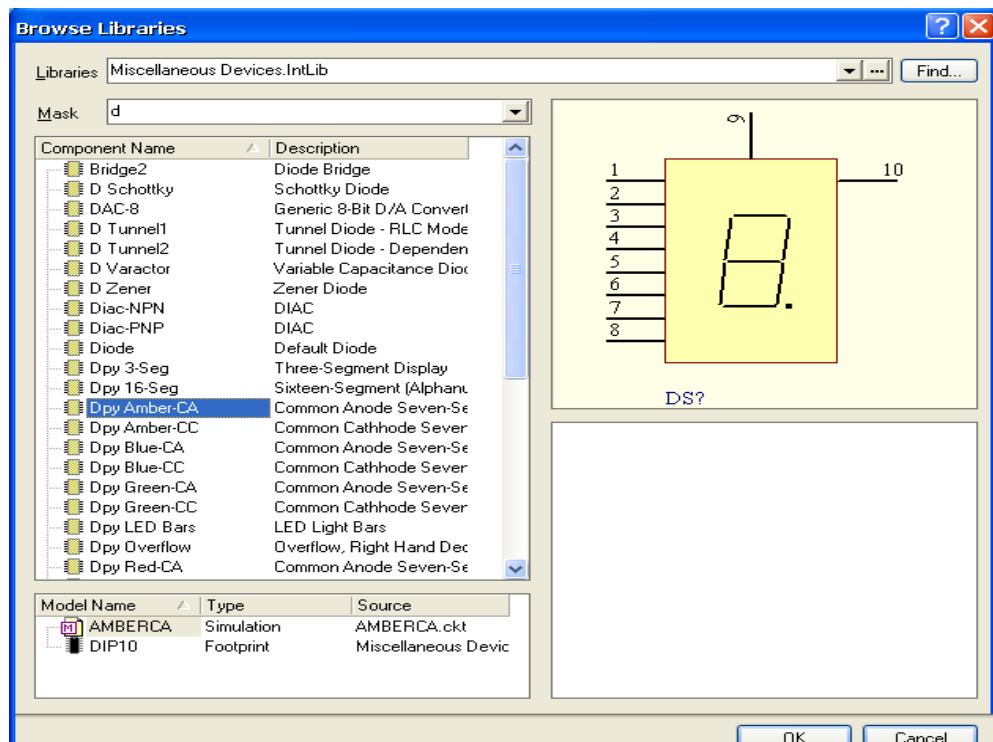 Browse Libraries
Libraries Miscellaneous Devices.IntLib ... Find...
Mask d
Component Name Description
Bridge2 Diode Bridge
D Schottky Schottky Diode
DAC-8 Generic 8-Bit D/A Convert
D Tunnel1 Tunnel Diode - RLC Mode
D Tunnel2 Tunnel Diode - Dependen
D Varactor Variable Capacitance Dioc
D Zener Zener Diode
Diac-NPN DIAC
Diac-PNP DIAC
Diode Default Diode
Dpy 3-Seg Three-Segment Display
Dpy 16-Seg Sixteen-Segment (Alphanu
Dpy Amber-CA Common Anode Seven-Se
Dpy Amber-CC Common Cathhode Sever
Dpy Blue-CA Common Anode Seven-Se
Dpy Blue-CC Common Cathhode Sever
Dpy Green-CA Common Anode Seven-Se
Dpy Green-CC Common Cathhode Sever
Dpy LED Bars LED Light Bars
Dpy Overflow Overflow, Right Hand Dec
Dpy Red-CA Common Anode Seven-Se
Model Name Type Source
AMBERCA Simulation AMBERCA.ckt
DIP10 Footprint Miscellaneous Devic
9
1 10
2
3
4
5
6
7
8
DS?
OK Cancel